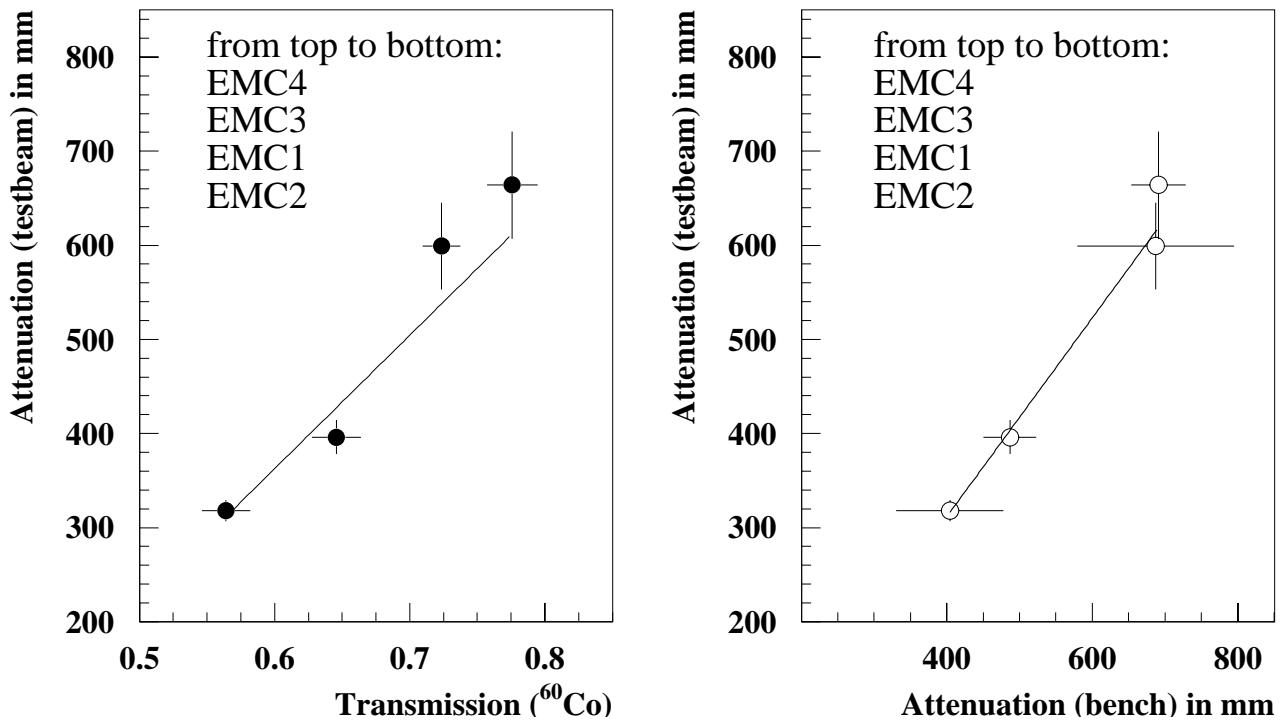 Attenuation (testbeam) in mm
800
700
600
500
400
300
200
from top to bottom:
EMC4
EMC3
EMC1
EMC2
0.5 0.6 0.7 0.8
Transmission (⁶⁰Co)
Attenuation (testbeam) in mm
800
700
600
500
400
300
200
from top to bottom:
EMC4
EMC3
EMC1
EMC2
400 600 800
Attenuation (bench) in mm